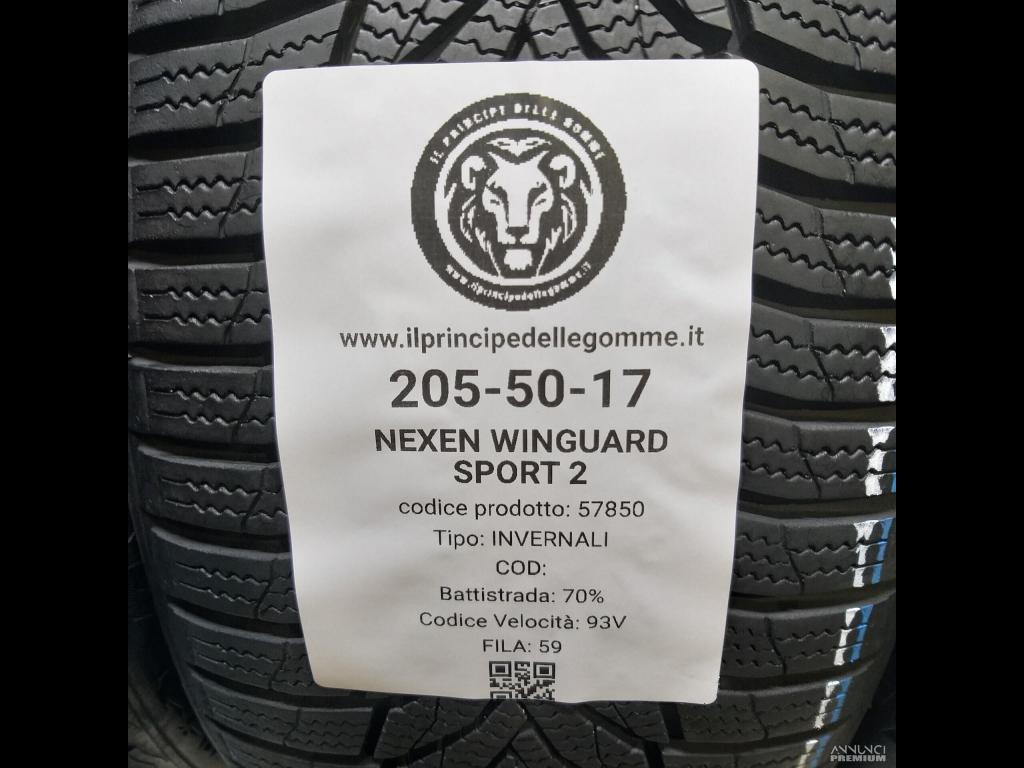 IL PRINCIPE DELLE GOMME
www.ilprincipedellegomme.it
www.ilprincipedellegomme.it
205-50-17
NEXEN WINGUARD
SPORT 2
codice prodotto: 57850
Tipo: INVERNALI
COD:
Battistrada: 70%
Codice Velocità: 93V
FILA: 59
ANNUNCI
PREMIUM